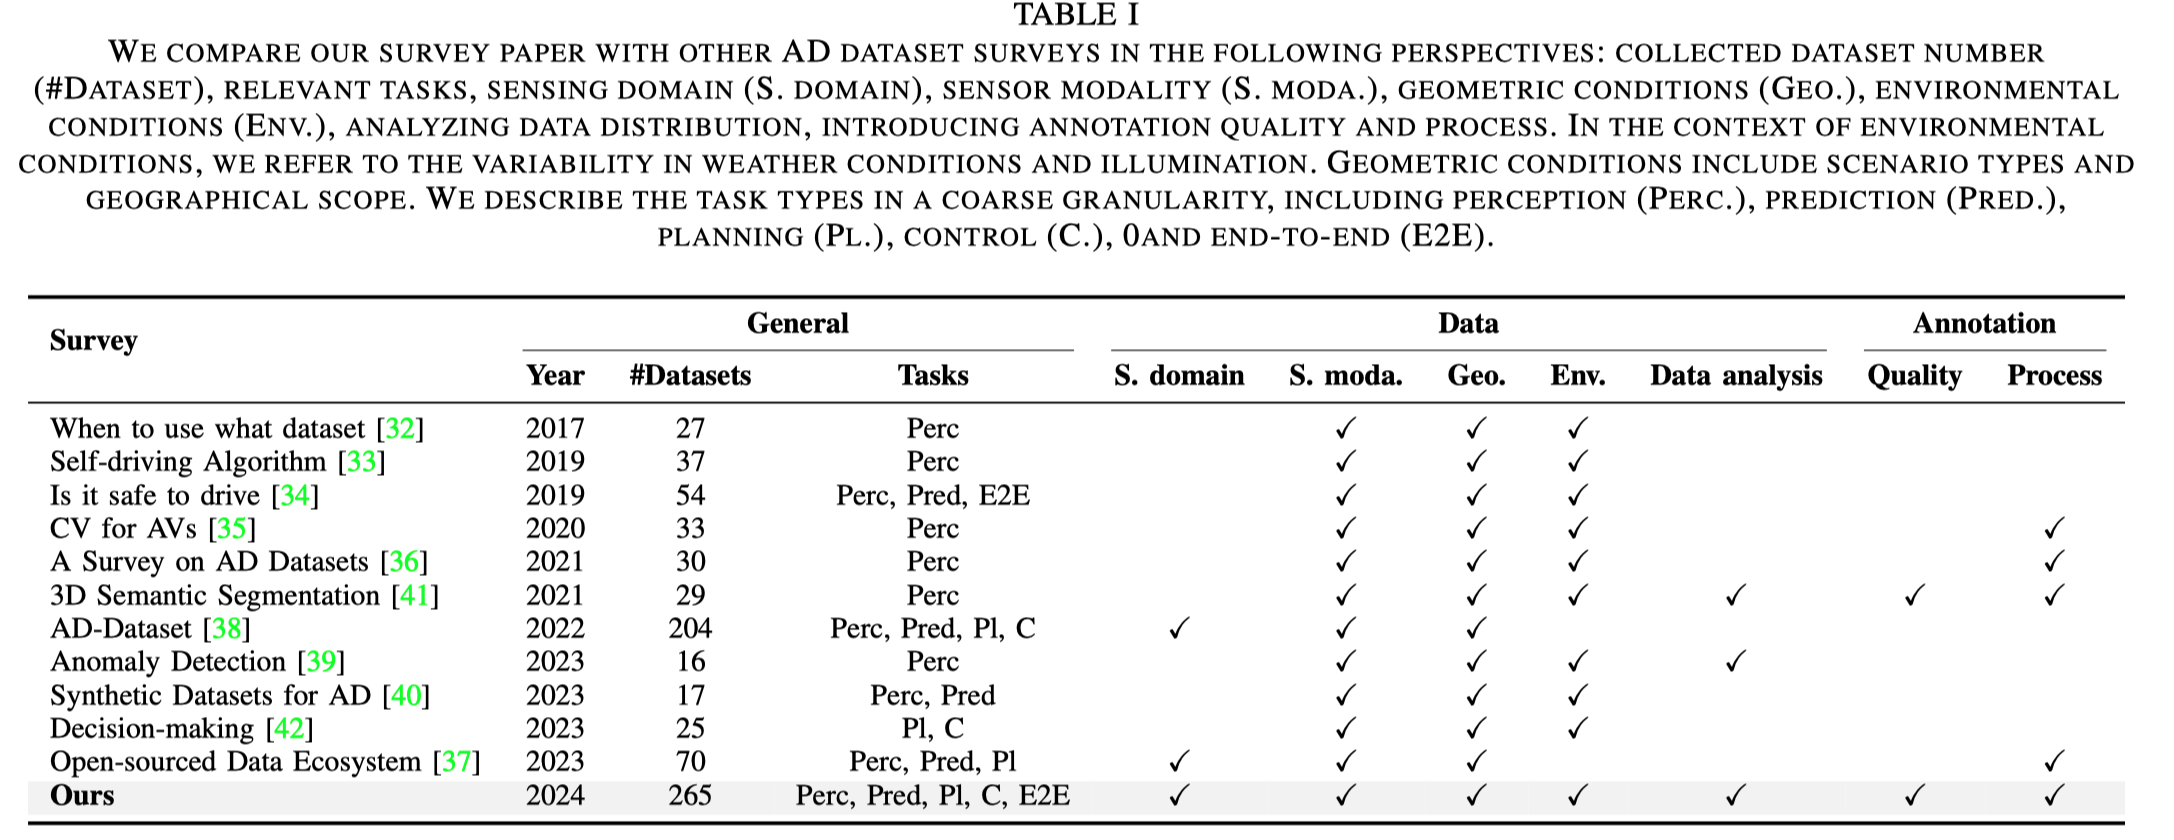 TABLE I
WE COMPARE OUR SURVEY PAPER WITH OTHER AD DATASET SURVEYS IN THE FOLLOWING PERSPECTIVES: COLLECTED DATASET NUMBER
(#DATASET), RELEVANT TASKS, SENSING DOMAIN (S. DOMAIN), SENSOR MODALITY (S. MODA.), GEOMETRIC CONDITIONS (GEO.), ENVIRONMENTAL
CONDITIONS (ENV.), ANALYZING DATA DISTRIBUTION, INTRODUCING ANNOTATION QUALITY AND PROCESS. IN THE CONTEXT OF ENVIRONMENTAL
CONDITIONS, WE REFER TO THE VARIABILITY IN WEATHER CONDITIONS AND ILLUMINATION. GEOMETRIC CONDITIONS INCLUDE SCENARIO TYPES AND
GEOGRAPHICAL SCOPE. WE DESCRIBE THE TASK TYPES IN A COARSE GRANULARITY, INCLUDING PERCEPTION (PERC.), PREDICTION (PRED.),
PLANNING (PL.), CONTROL (C.), 0AND END-TO-END (E2E).
Survey General Data Annotation
Year #Datasets Tasks S. domain S. moda. Geo. Env. Data analysis Quality Process
When to use what dataset [32] 2017 27 Perc ✓ ✓ ✓
Self-driving Algorithm [33] 2019 37 Perc ✓ ✓ ✓
Is it safe to drive [34] 2019 54 Perc, Pred, E2E ✓ ✓ ✓
CV for AVs [35] 2020 33 Perc ✓ ✓ ✓ ✓
A Survey on AD Datasets [36] 2021 30 Perc ✓ ✓ ✓ ✓
3D Semantic Segmentation [41] 2021 29 Perc ✓ ✓ ✓ ✓ ✓ ✓
AD-Dataset [38] 2022 204 Perc, Pred, Pl, C ✓ ✓ ✓
Anomaly Detection [39] 2023 16 Perc ✓ ✓ ✓ ✓
Synthetic Datasets for AD [40] 2023 17 Perc, Pred ✓ ✓ ✓
Decision-making [42] 2023 25 Pl, C ✓ ✓ ✓
Open-sourced Data Ecosystem [37] 2023 70 Perc, Pred, Pl ✓ ✓ ✓ ✓
Ours 2024 265 Perc, Pred, Pl, C, E2E ✓ ✓ ✓ ✓ ✓ ✓ ✓